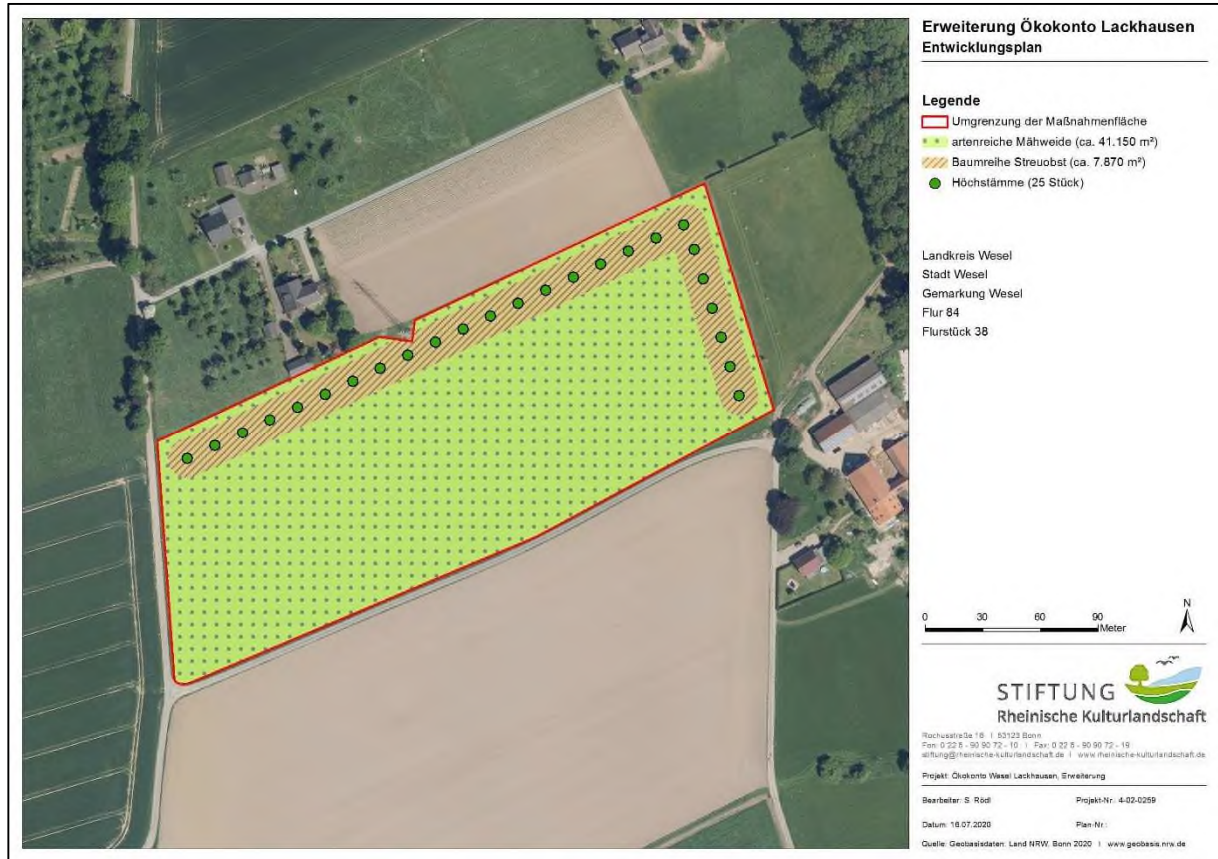 Erweiterung Ökokonto Lackhausen
Entwicklungsplan
Legende
Umgrenzung der Maßnahmenfläche
artenreiche Mähweide (ca. 41.150 m²)
Baumreihe Streuobst (ca. 7.870 m²)
Höchstämme (25 Stück)
Landkreis Wesel
Stadt Wesel
Gemarkung Wesel
Flur 84
Flurstück 38
0 30 60 90
Meter
N
STIFTUNG
Rheinische Kulturlandschaft
Rochusstraße 18 I 53123 Bonn
Fon: 0 22 8 - 90 90 72 - 10 I Fax: 0 22 8 - 90 90 72 - 19
stiftung@rheinische-kulturlandschaft.de I www.rheinische-kulturlandschaft.de
Projekt: Ökokonto Wesel Lackhausen, Erweiterung
Bearbeiter: S. Rödl Projekt-Nr.: 4-02-0259
Datum: 16.07.2020 Plan-Nr.:
Quelle: Geobasisdaten: Land NRW, Bonn 2020 I www.geobasis.nrw.de